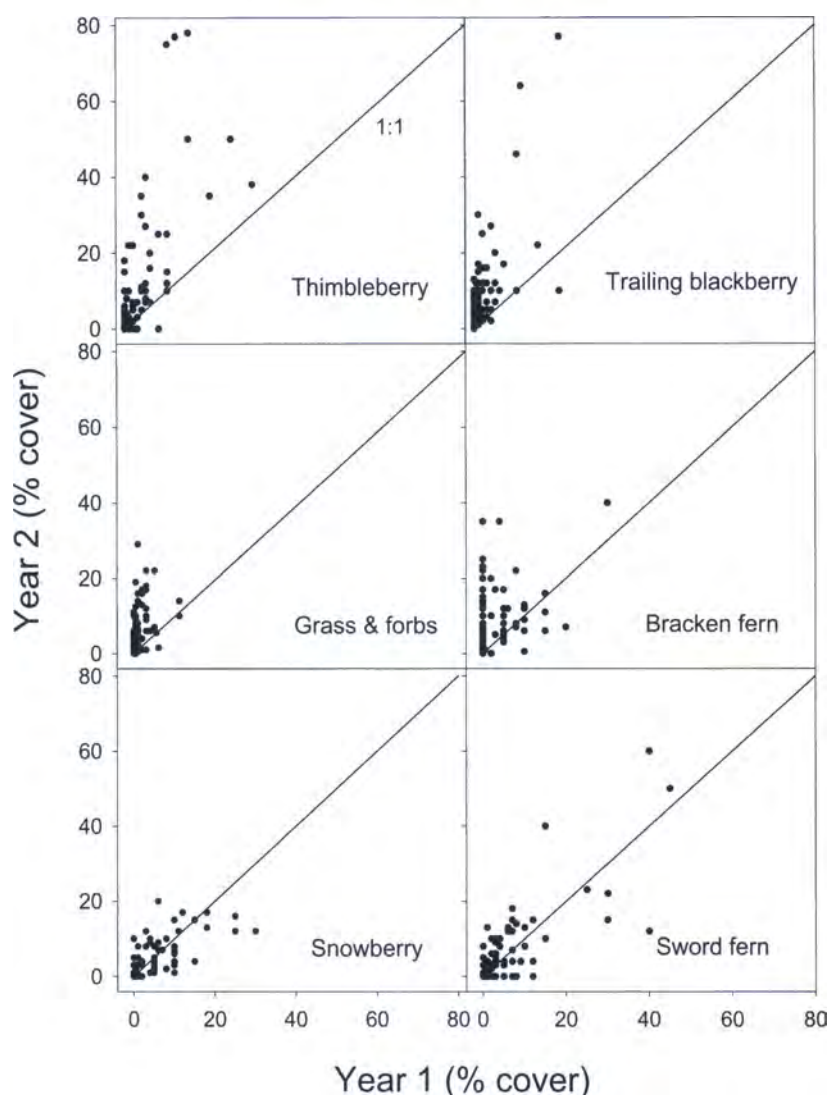 80
60
40
20
0
1:1
Thimbleberry
Trailing blackberry
80
60
40
20
0
Grass & forbs
Bracken fern
80
60
40
20
0
Snowberry
Sword fern
0 20 40 60 80 0 20 40 60 80
Year 2 (% cover)
Year 1 (% cover)